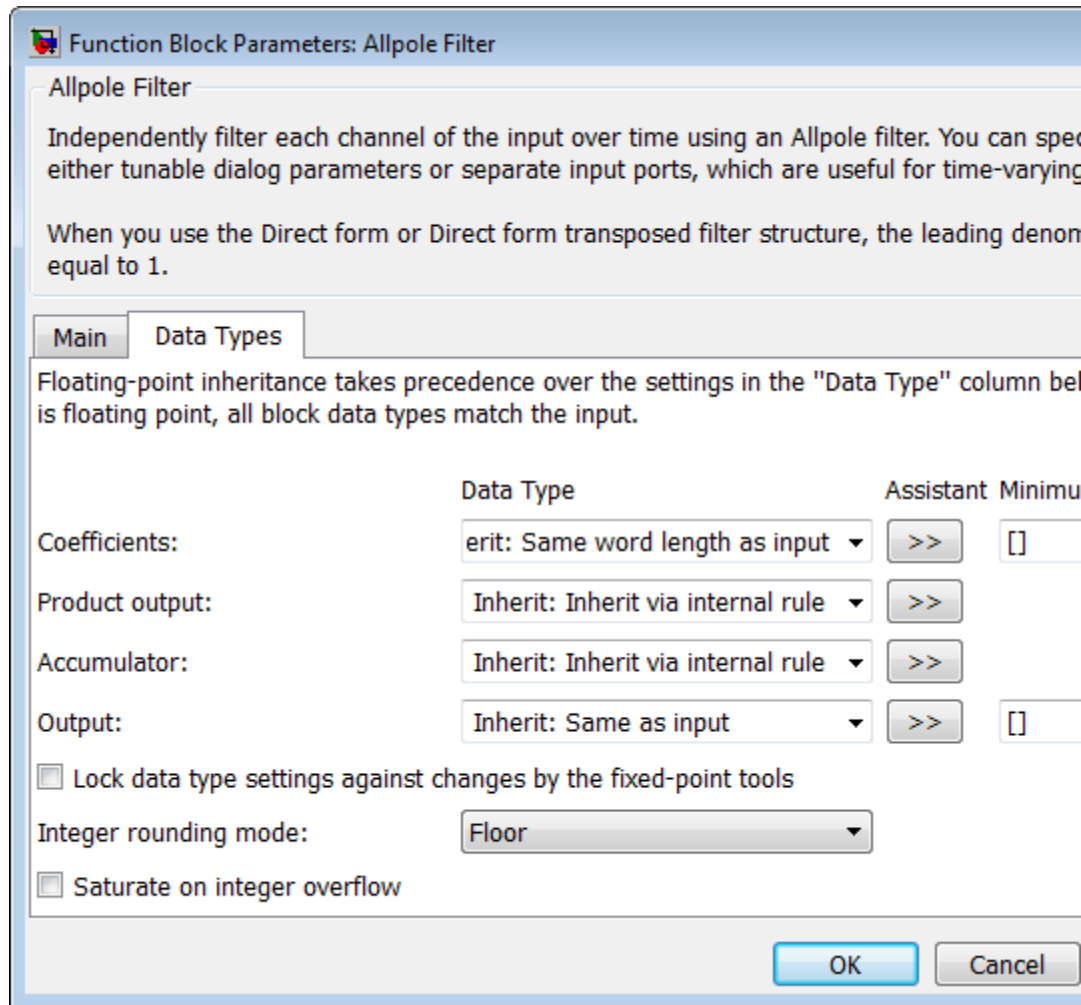 Function Block Parameters: Allpole Filter
Allpole Filter
Independently filter each channel of the input over time using an Allpole filter. You can spec
either tunable dialog parameters or separate input ports, which are useful for time-varying
When you use the Direct form or Direct form transposed filter structure, the leading denom
equal to 1.
Main Data Types
Floating-point inheritance takes precedence over the settings in the "Data Type" column bel
is floating point, all block data types match the input.
Data Type Assistant Minimu
Coefficients: erit: Same word length as input >> []
Product output: Inherit: Inherit via internal rule >>
Accumulator: Inherit: Inherit via internal rule >>
Output: Inherit: Same as input >> []
Lock data type settings against changes by the fixed-point tools
Integer rounding mode: Floor
Saturate on integer overflow
OK Cancel